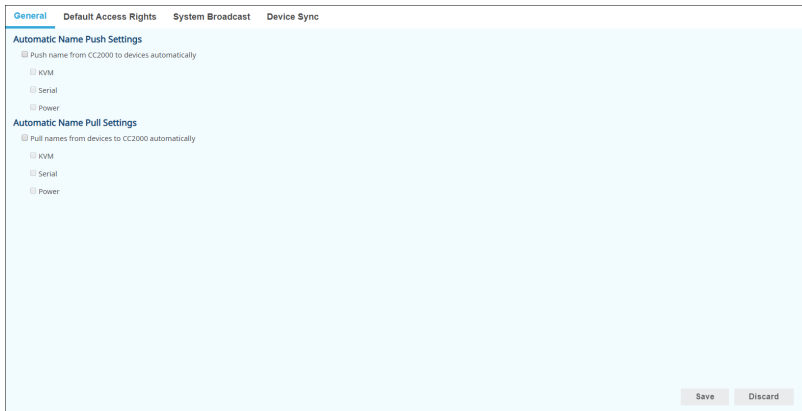 General Default Access Rights System Broadcast Device Sync
Automatic Name Push Settings
Push name from CC2000 to devices automatically
KVM
Serial
Power
Automatic Name Pull Settings
Pull names from devices to CC2000 automatically
KVM
Serial
Power
Save Discard